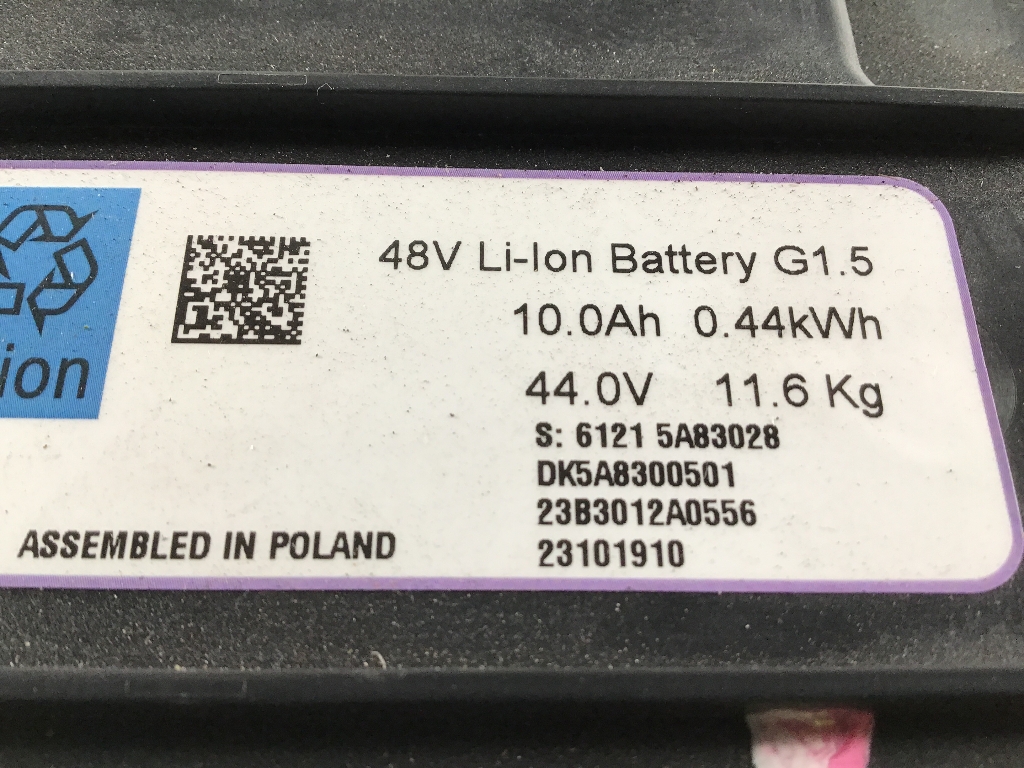 48V Li-Ion Battery G1.5
10.0Ah 0.44kWh
44.0V 11.6 Kg
S: 6121 5A83028
DK5A8300501
23B3012A0556
23101910
ion
ASSEMBLED IN POLAND